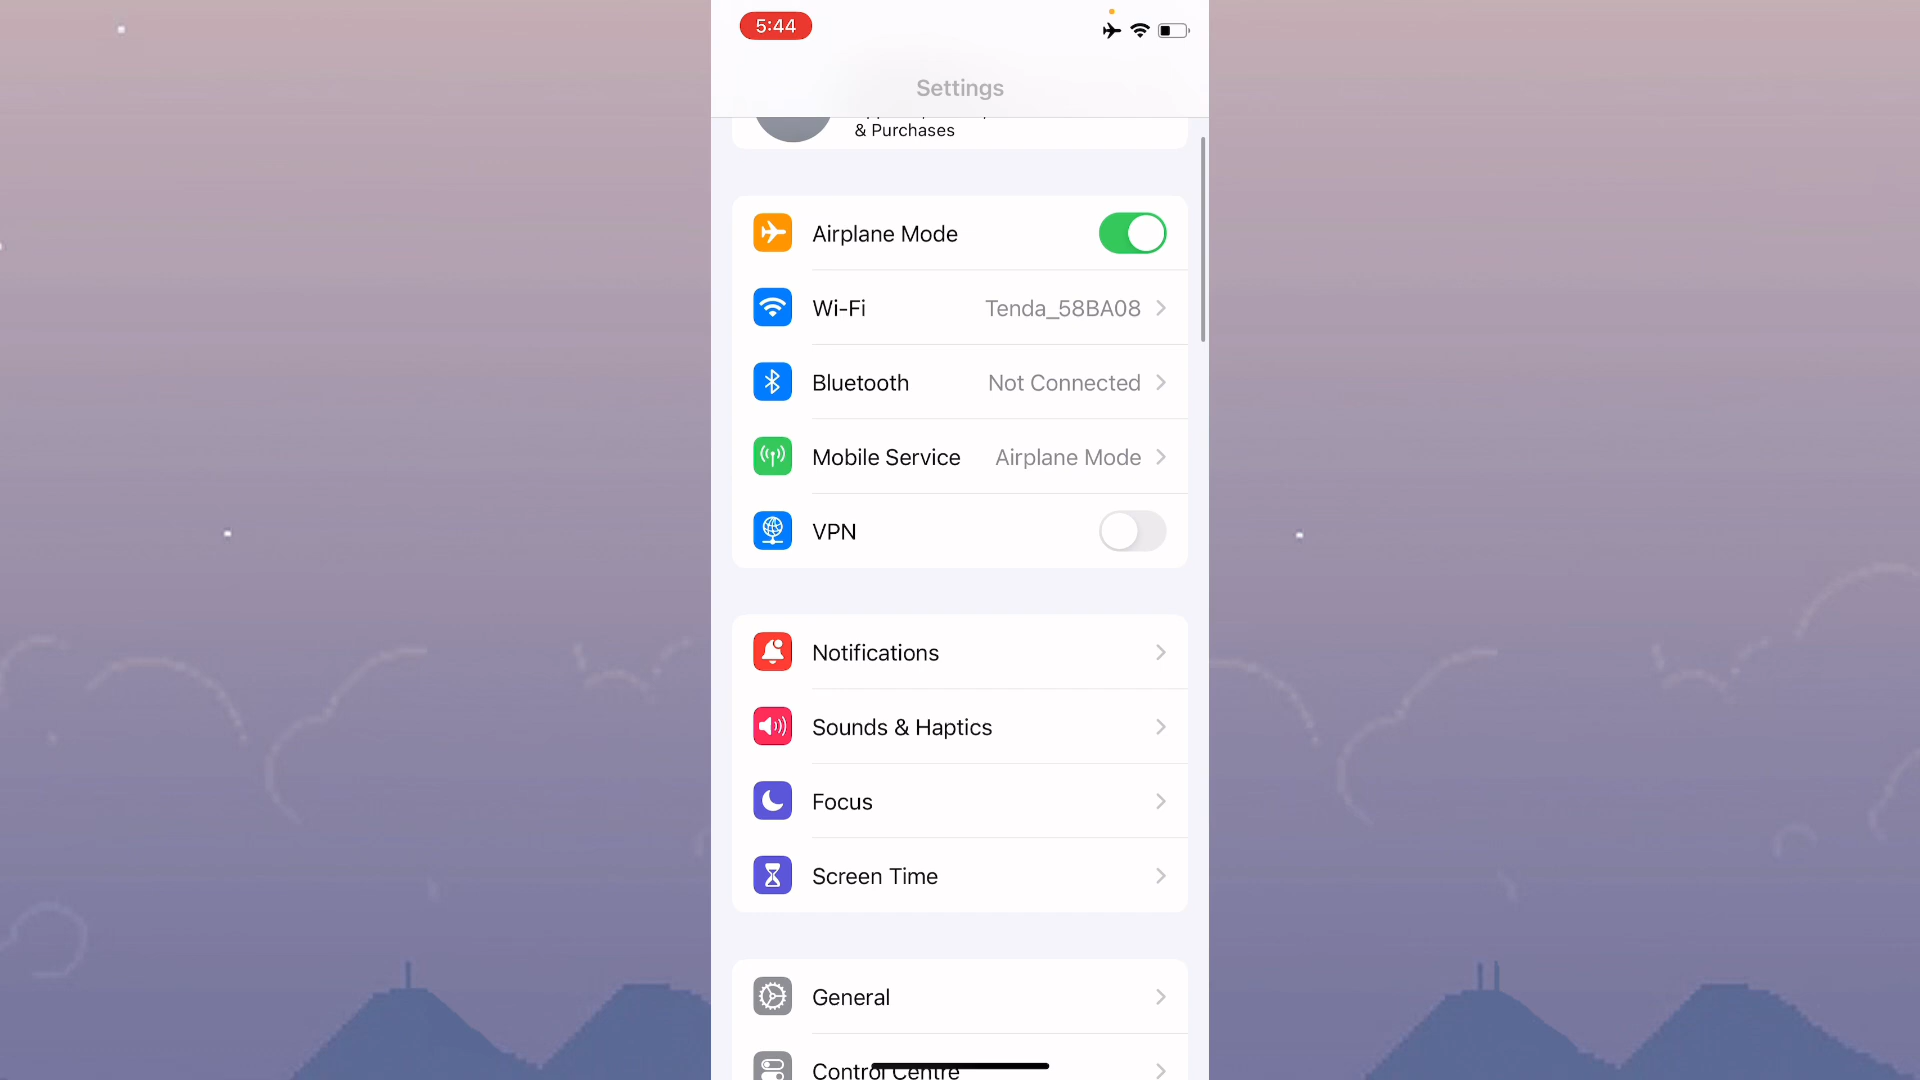 5:44
Settings
& Purchases
Airplane Mode
Wi-Fi Tenda_58BA08
Bluetooth Not Connected
Mobile Service Airplane Mode
VPN
Notifications
Sounds & Haptics
Focus
Screen Time
General
Control Centre